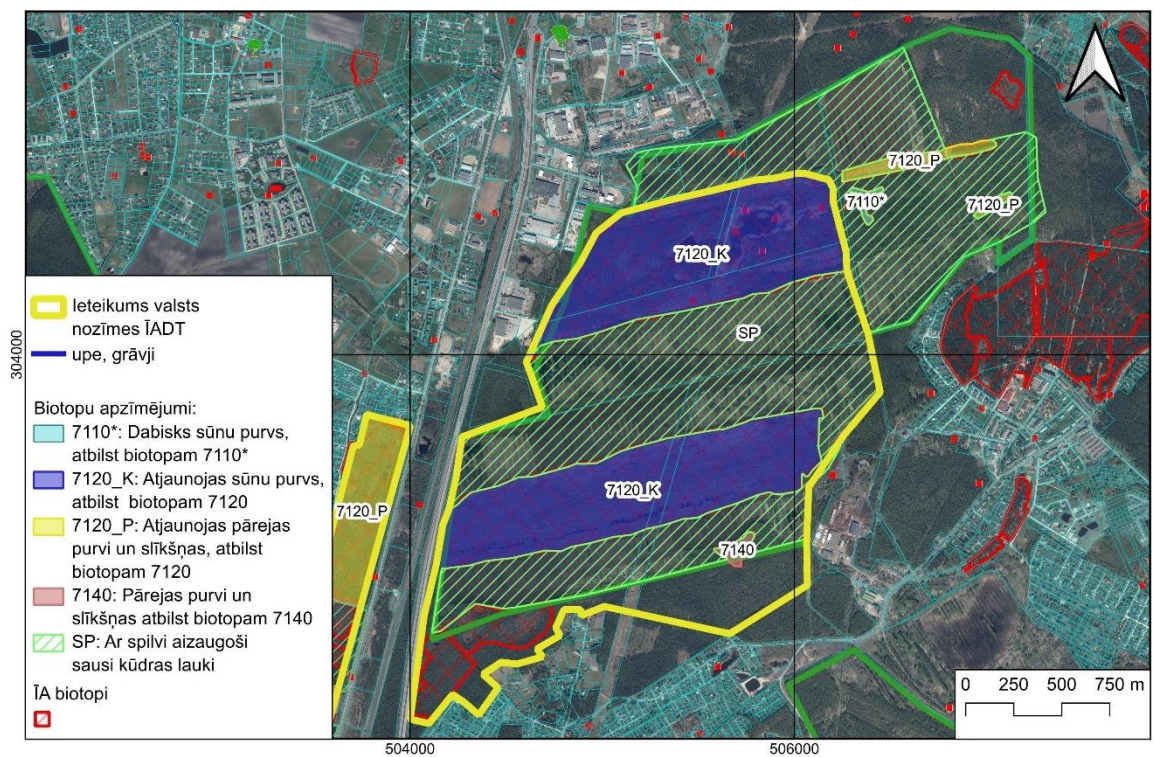 7120_P
7110*
7120_P
7120_K
SP
304000
7120_K
7120_P
7140
Ieteikums valsts
nozīmes ĪADT
upe, grāvji
Biotopu apzīmējumi:
7110*: Dabisks sūnu purvs,
atbilst biotopam 7110*
7120_K: Atjaunojas sūnu purvs,
atbilst biotopam 7120
7120_P: Atjaunojas pārejas
purvi un slīkšņas, atbilst
biotopam 7120
7140: Pārejas purvi un
slīkšņas atbilst biotopam 7140
SP: Ar spilvi aizaugoši
sausi kūdras lauki
ĪA biotopi
0 250 500 750 m
504000 506000